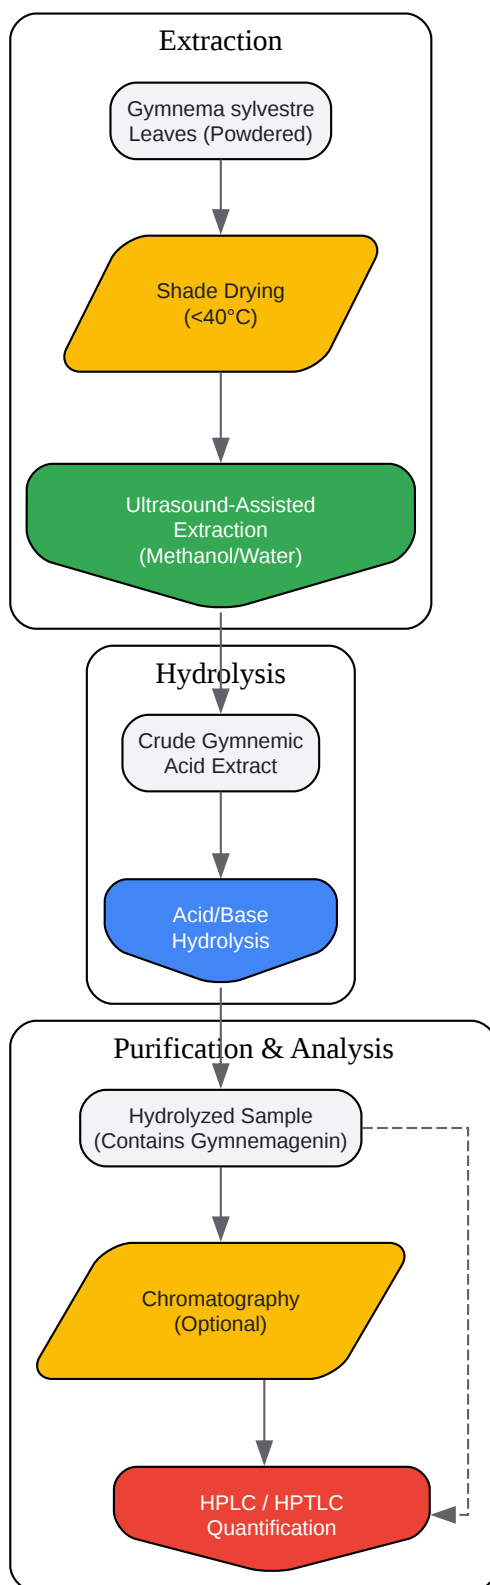 Extraction
Gymnema sylvestre
Leaves (Powdered)
Shade Drying
(<40°C)
Ultrasound-Assisted
Extraction
(Methanol/Water)
Hydrolysis
Crude Gymnemic
Acid Extract
Acid/Base
Hydrolysis
Purification & Analysis
Hydrolyzed Sample
(Contains Gymnemagenin)
Chromatography
(Optional)
HPLC / HPTLC
Quantification